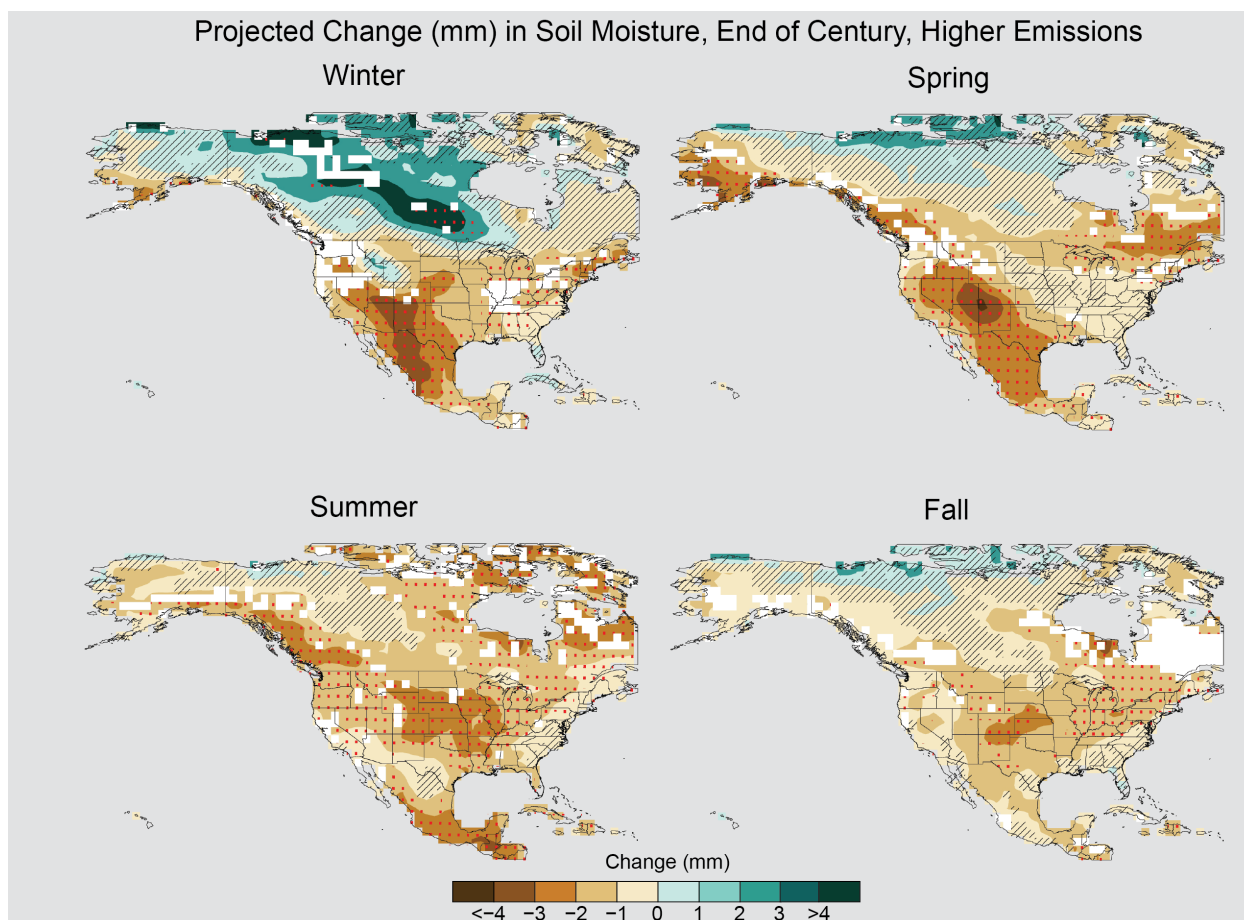 Projected Change (mm) in Soil Moisture, End of Century, Higher Emissions
Winter
Spring
Summer
Fall
Change (mm)
<−4 −3 −2 −1 0 1 2 3 >4